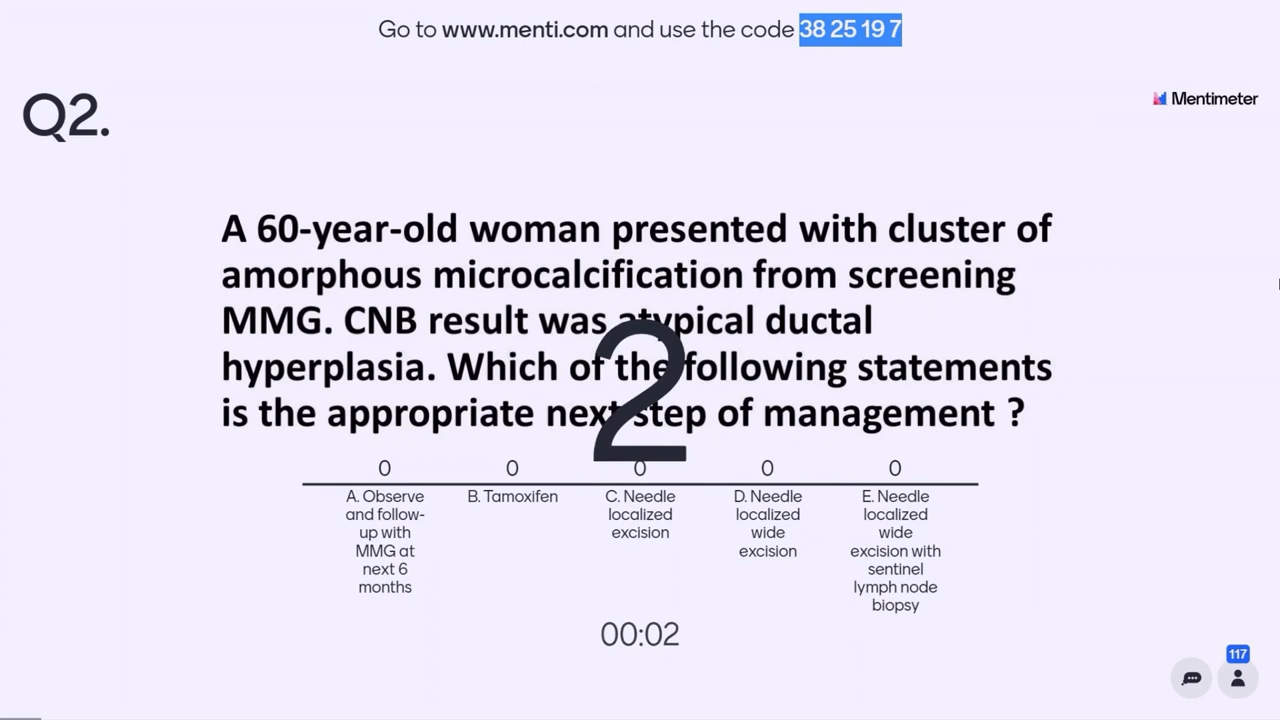 Go to www.menti.com and use the code 38 25 19 7
Q2.
Mentimeter
A 60-year-old woman presented with cluster of
amorphous microcalcification from screening
MMG. CNB result was atypical ductal
hyperplasia. Which of the following statements
is the appropriate next step of management ?
2
0
0
0
0
0
A. Observe
and follow-
up with
MMG at
next 6
months
B. Tamoxifen
C. Needle
localized
excision
D. Needle
localized
wide
excision
E. Needle
localized
wide
excision with
sentinel
lymph node
biopsy
00:02
117